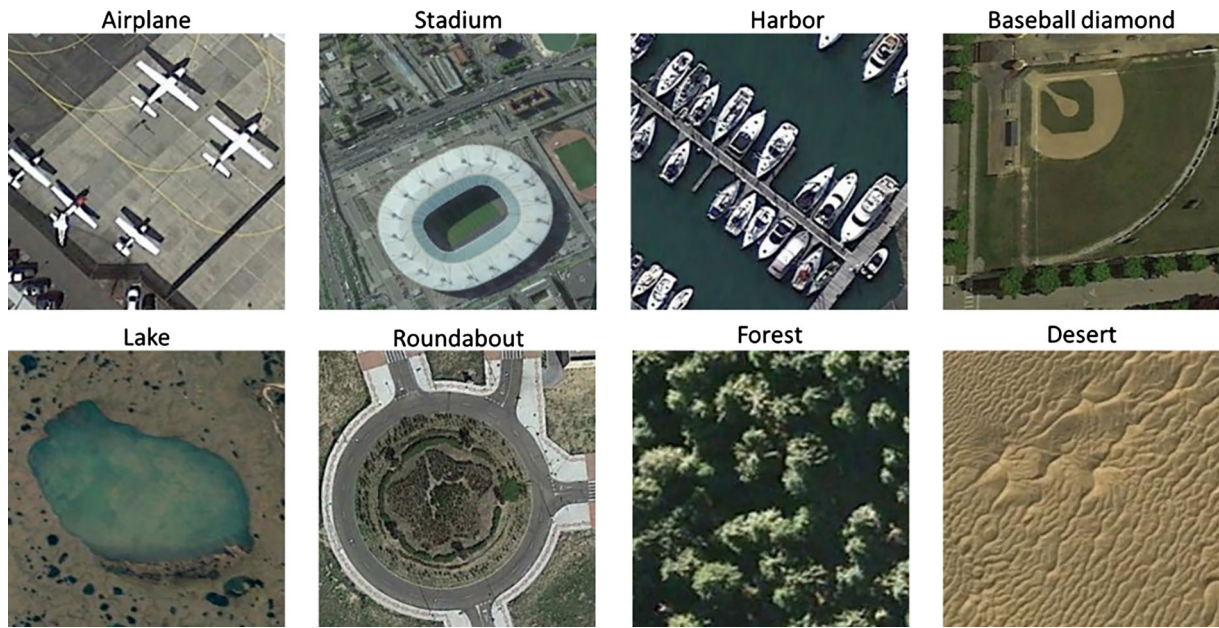 Airplane
Stadium
Harbor
Baseball diamond
Lake
Roundabout
Forest
Desert